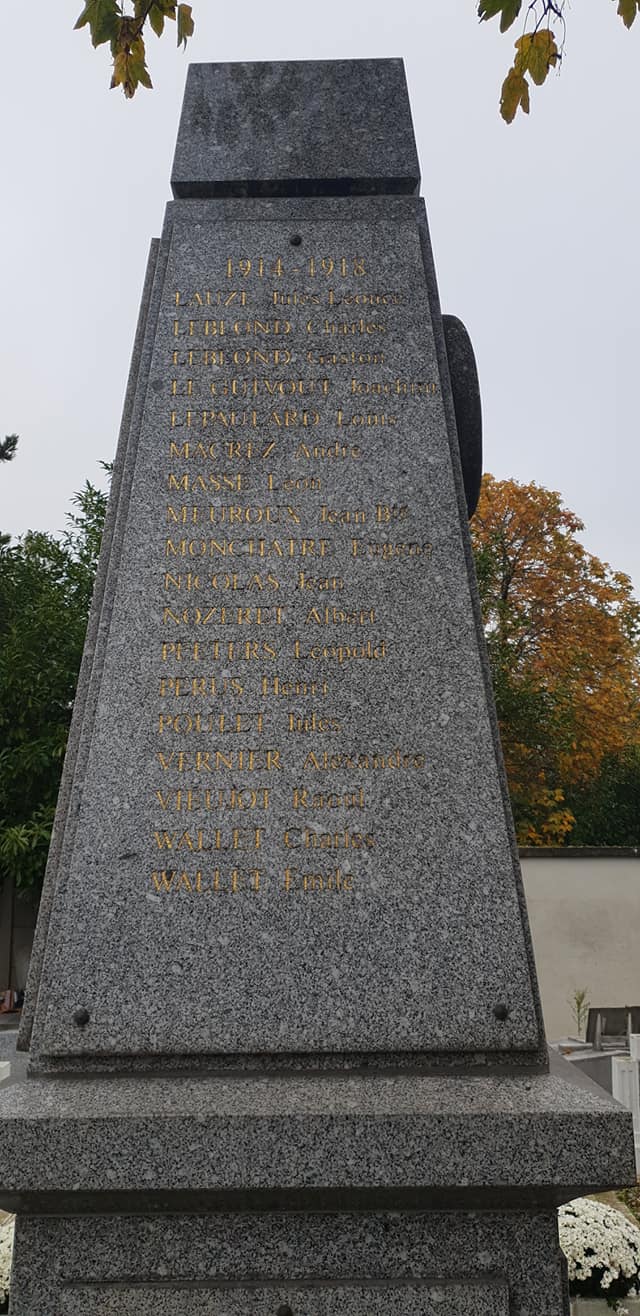 1914-1918
LAUZE Jules Léonce
LEBLOND Charles
LEBLOND Gaston
LE GUIVOUT Joachim
LEPAULARD Louis
MACREZ André
MASSE Léon
MEUROUX Jean Bte
MONCHATRE Eugène
NICOLAS Jean
NOZERET Albert
PEETERS Léopold
PERUS Henri
POULET Jules
VERNIER Alexandre
VIEUJOT Raoul
WALLET Charles
WALLET Emile